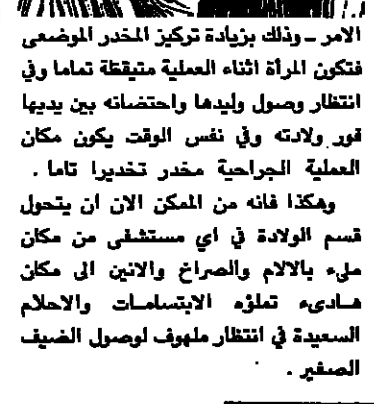 الامر ـ وذلك بزيادة تركيز المخدر الموضعى
فتكون المرأة اثناء العملية متيقظة تماما وفي
انتظار وصول وليدها واحتضانه بين يديها
فور ولادته وفي نفس الوقت يكون مكان
العملية الجراحية مخدر تخديرا تاما .
وهكذا فانه من الممكن الان ان يتحول
قسم الولادة في اي مستشفى من مكان
مليء بالالام والصراخ والانين الى مكان
هادىء تملؤه الابتسامات والاحلام
السعيدة في انتظار ملهوف لوصول الضيف
الصغير .